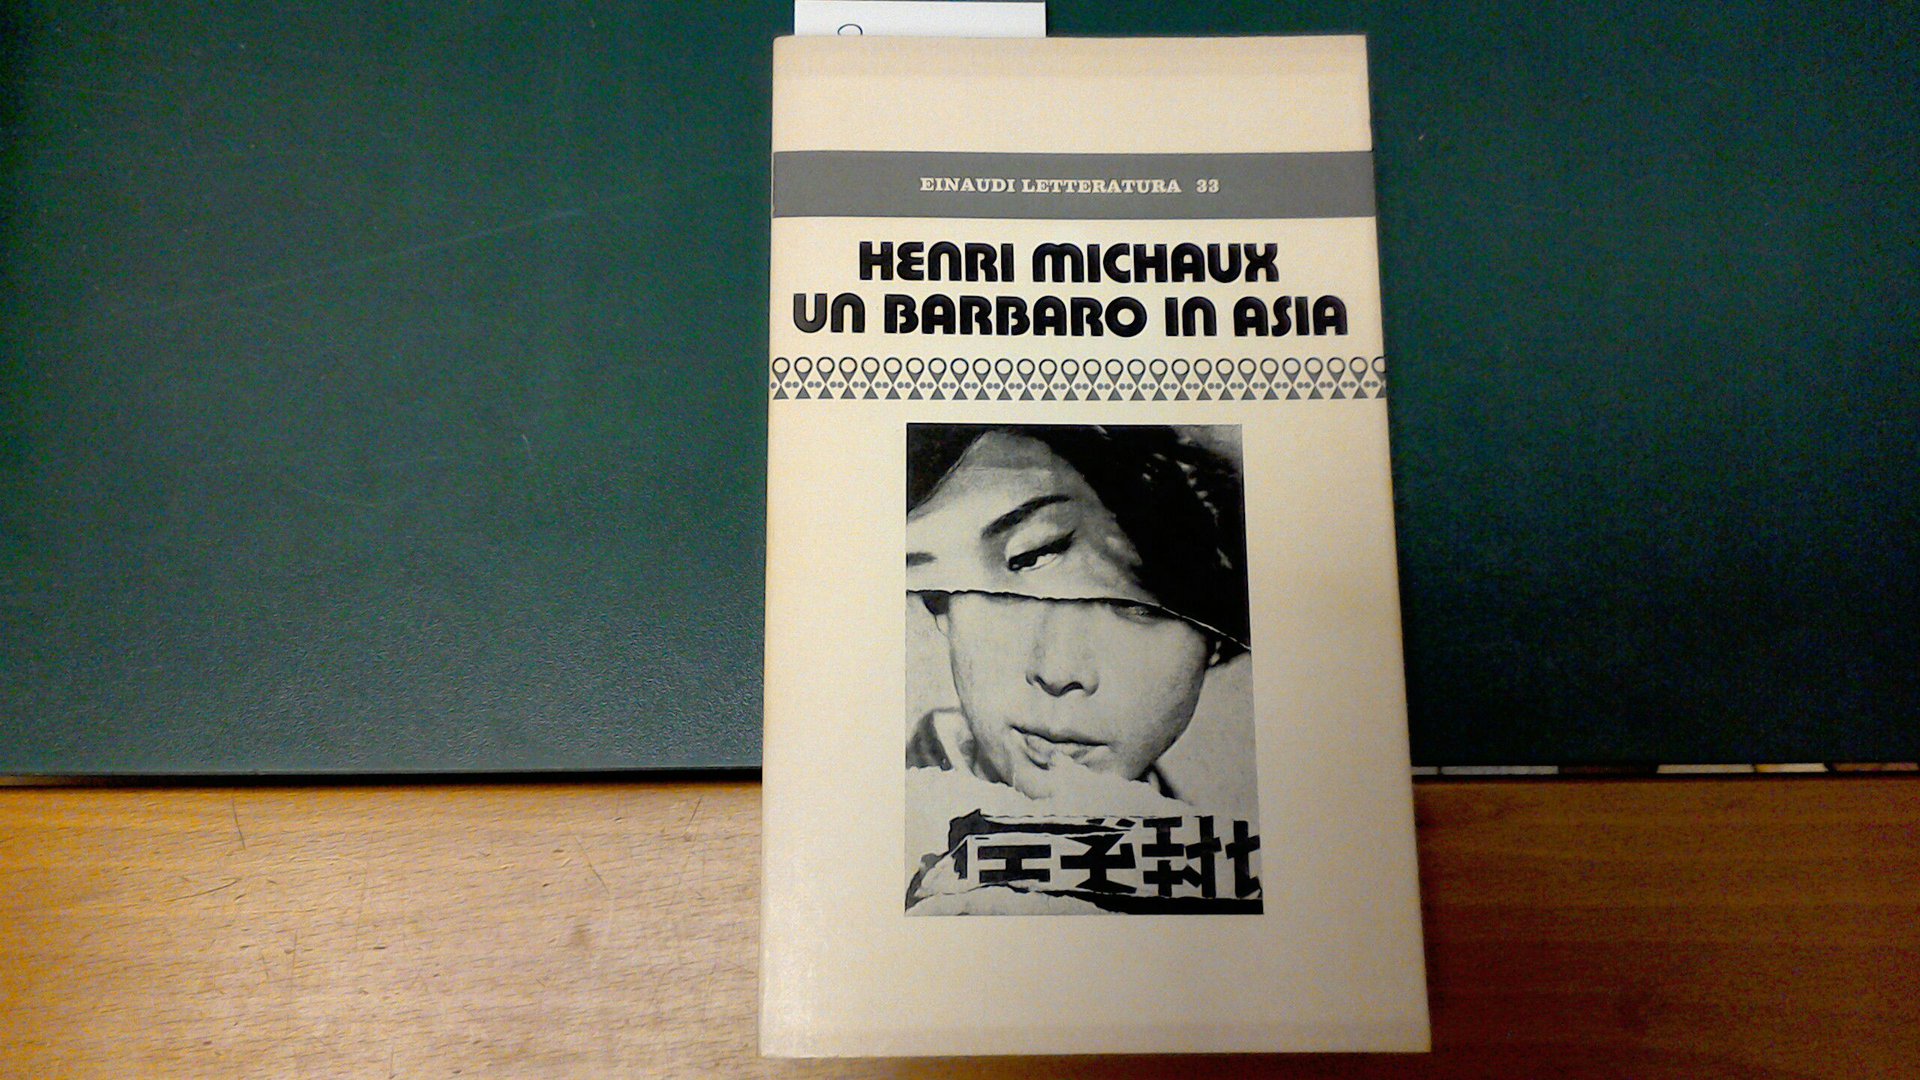 EINAUDI LETTERATURA 33
HENRI MICHAUX
UN BARBARO IN ASIA